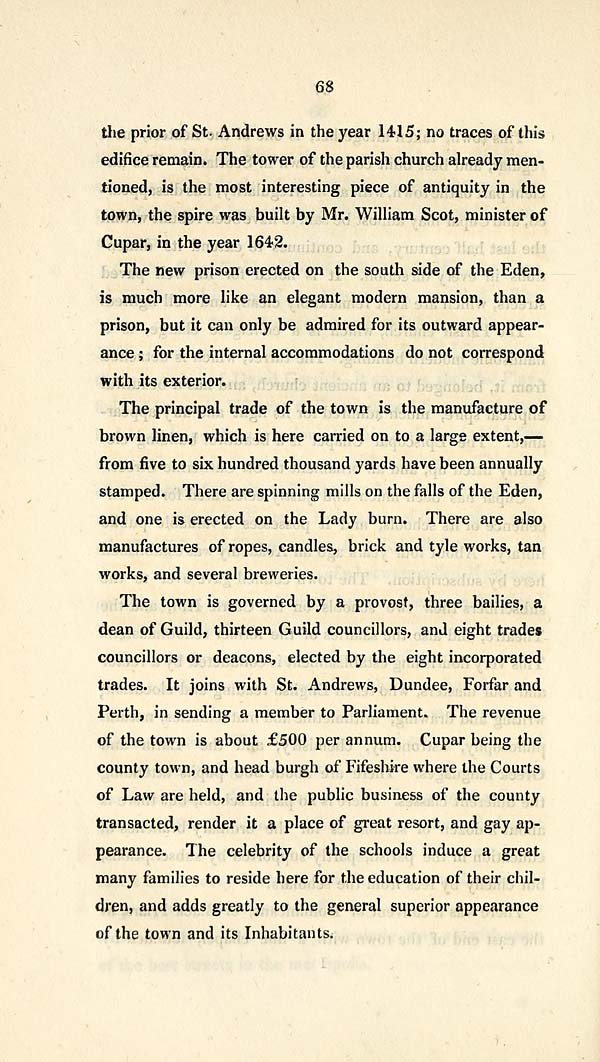 68
the prior of St. Andrews in the year 1415; no traces of this
edifice remain. The tower of the parish church already men-
tioned, is the most interesting piece of antiquity in the
town, the spire was built by Mr. William Scot, minister of
Cupar, in the year 1642.
The new prison erected on the south side of the Eden,
is much more like an elegant modern mansion, than a
prison, but it can only be admired for its outward appear-
ance; for the internal accommodations do not correspond
with its exterior.
The principal trade of the town is the manufacture of
brown linen, which is here carried on to a large extent,—
from five to six hundred thousand yards have been annually
stamped. There are spinning mills on the falls of the Eden,
and one is erected on the Lady burn. There are also
manufactures of ropes, candles, brick and tyle works, tan
works, and several breweries.
The town is governed by a provost, three bailies, a
dean of Guild, thirteen Guild councillors, and eight trades
councillors or deacons, elected by the eight incorporated
trades. It joins with St. Andrews, Dundee, Forfar and
Perth, in sending a member to Parliament. The revenue
of the town is about £500 per annum. Cupar being the
county town, and head burgh of Fifeshire where the Courts
of Law are held, and the public business of the county
transacted, render it a place of great resort, and gay ap-
pearance. The celebrity of the schools induce a great
many families to reside here for the education of their chil-
dren, and adds greatly to the general superior appearance
of the town and its Inhabitants.